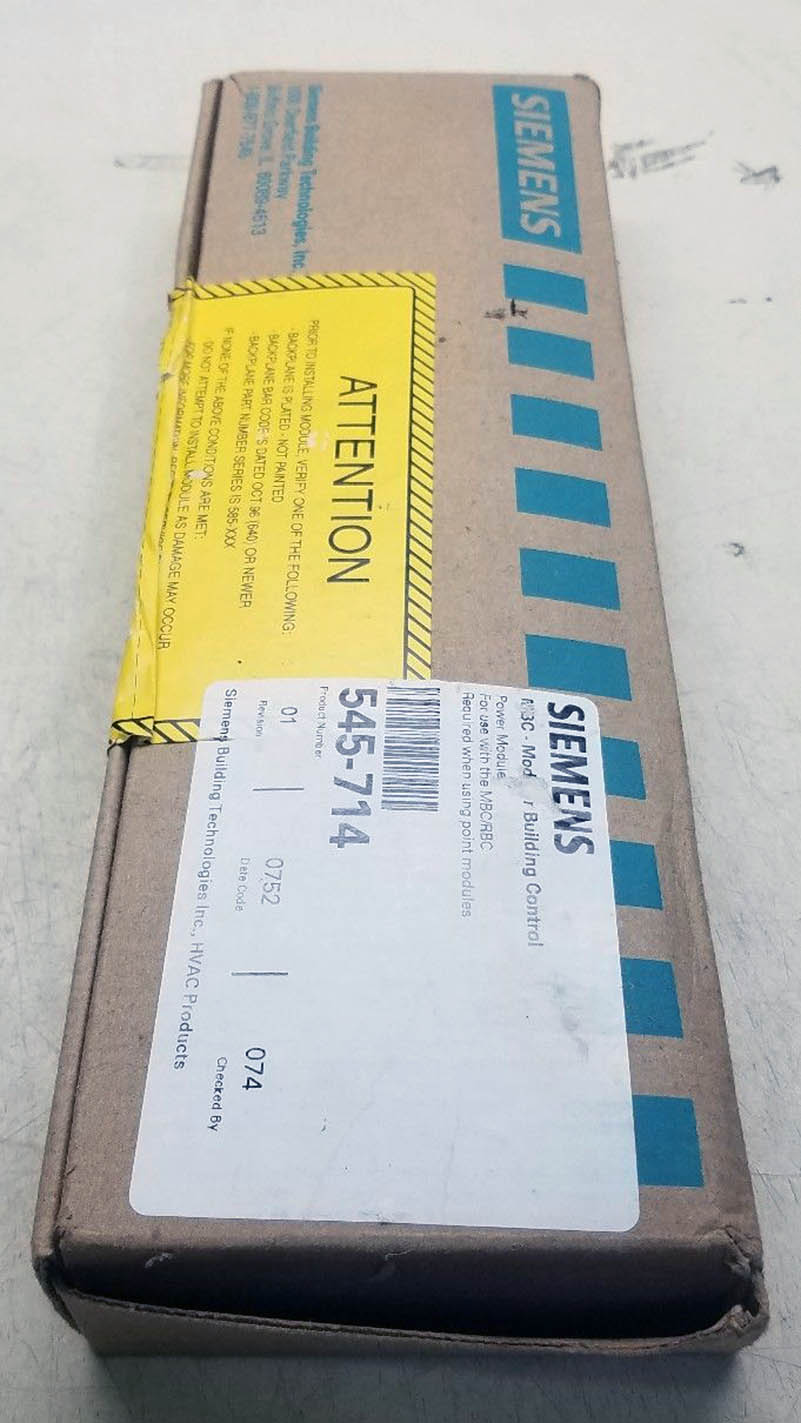 SIEMENS
Siemens Building Technologies, Inc.
Parkway
Grove, IL 60089-4513
ATTENTION
PRIOR TO INSTALLING MODULE, VERIFY ONE OF THE FOLLOWING:
- BACKPLANE IS PLATED - NOT PAINTED
- BACKPLANE BAR CODE IS DATED OCT 96 (640) OR NEWER
- BACKPLANE PART NUMBER SERIES IS 585-XXX
IF NONE OF THE ABOVE CONDITIONS ARE MET:
DO NOT ATTEMPT TO INSTALL MODULE AS DAMAGE MAY OCCUR
FOR MORE INFORMATION
SIEMENS
Building Control
Power Module
For use with the MBC/RBC
Required when using point modules
545-714
Product Number
01
0752
074
Revision
Date Code
Checked By
Siemens Building Technologies Inc., HVAC Products